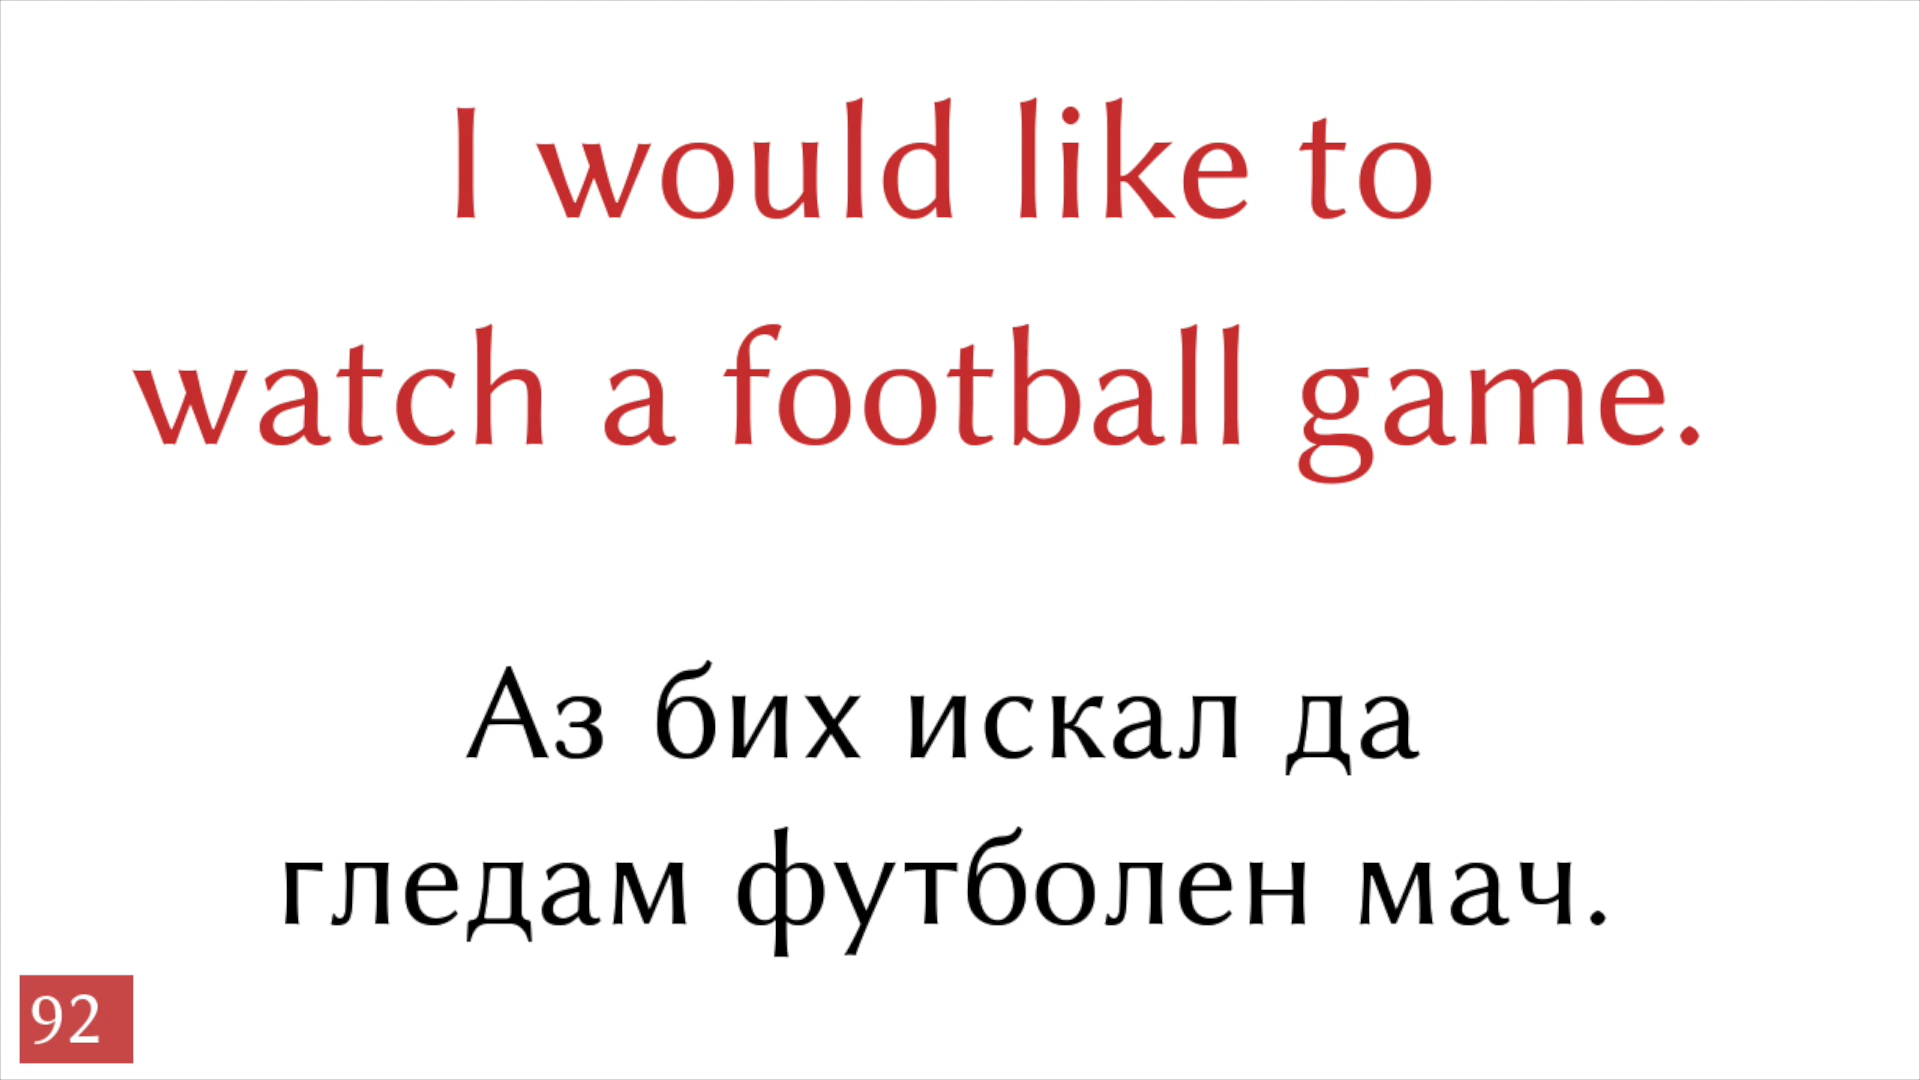 I would like to
watch a football game.
Аз бих искал да
гледам футболен мач.
92